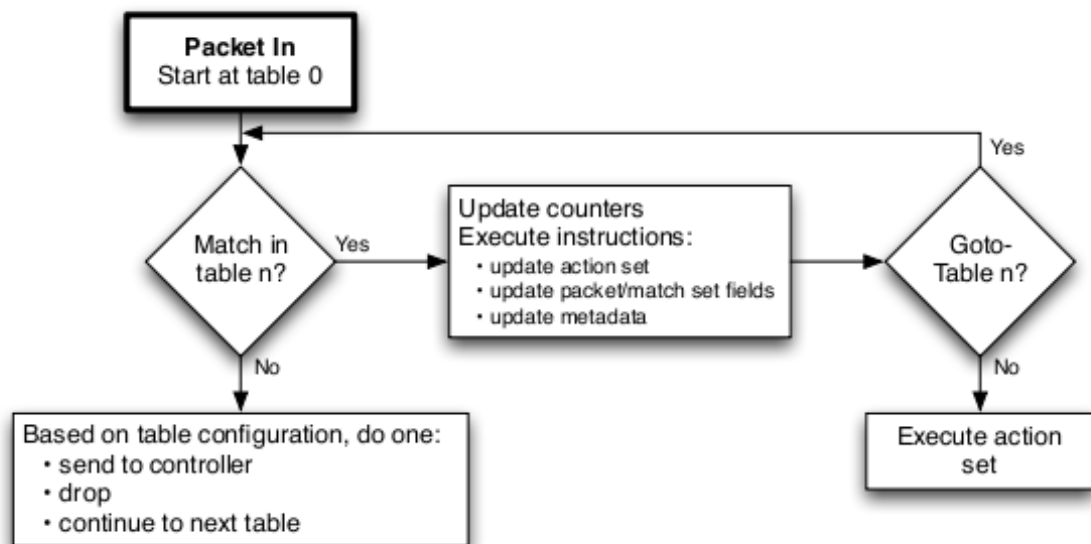 Packet In
Start at table 0
Yes
Match in
table n?
Yes
Update counters
Execute instructions:
• update action set
• update packet/match set fields
• update metadata
Goto-
Table n?
No
No
Based on table configuration, do one:
• send to controller
• drop
• continue to next table
Execute action
set